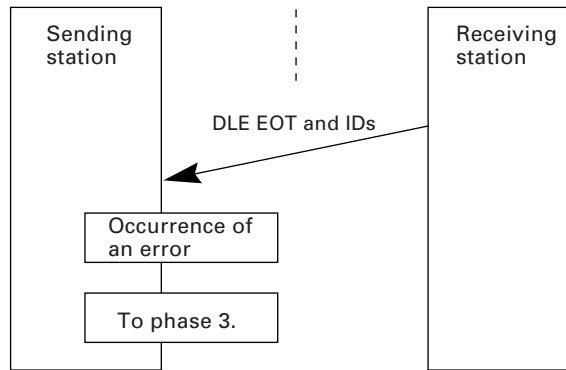 Sending
station
Receiving
station
DLE EOT and IDs
Occurrence of
an error
To phase 3.